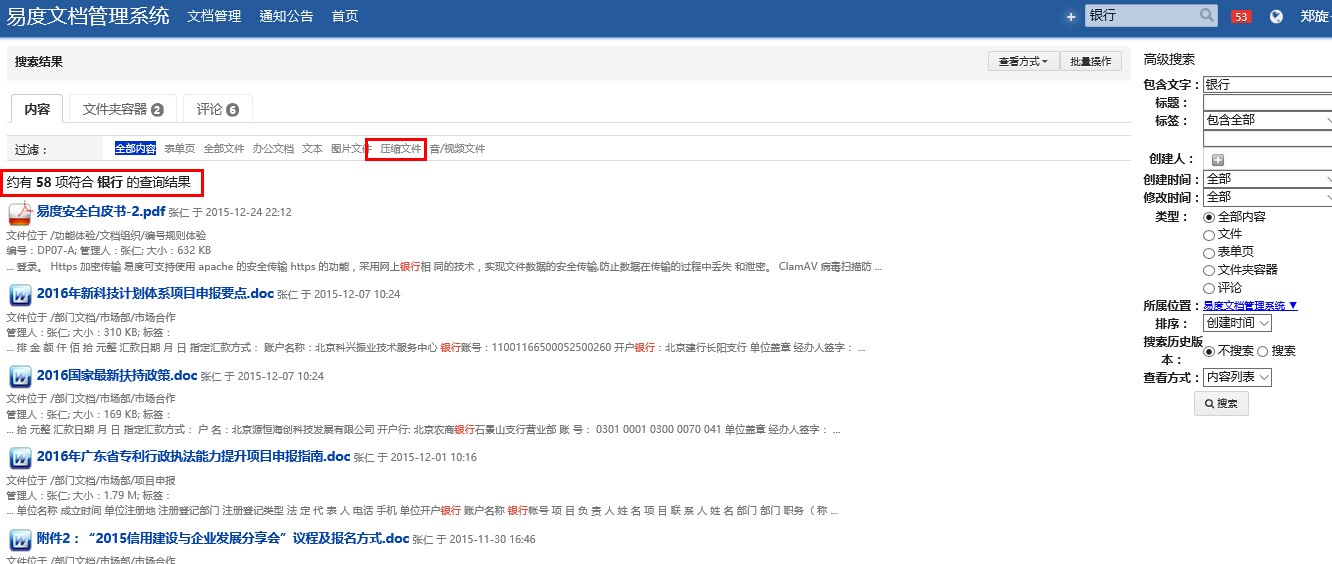 易度文档管理系统 文档管理 通知公告 首页 + 银行 53 郑旋
搜索结果 查看方式 批量操作
内容 文件夹容器 2 评论 6
过滤： 全部内容 表单页 全部文件 办公文档 文本 图片文件 压缩文件 音/视频文件
约有 58 项符合 银行 的查询结果
易度安全白皮书-2.pdf 张仁 于 2015-12-24 22:12
文件位于 /功能体验/文档组织/编号规则体验
编号：DP07-A; 管理人：张仁; 大小：632 KB
... 登录。 Https 加密传输 易度可支持使用 apache 的安全传输 https 的功能，采用网上银行相 同的技术，实现文件数据的安全传输,防止数据在传输的过程中丢失 和泄密。 ClamAV 病毒扫描防 ...
2016年新科技计划体系项目申报要点.doc 张仁 于 2015-12-07 10:24
文件位于 /部门文档/市场部/市场合作
管理人：张仁; 大小：310 KB; 标签：
... 排 金 额 仟 佰 拾 元整 汇款日期 月 日 指定汇款方式： 账户名称：北京科兴振业技术服务中心 银行账号：11001166500052500260 开户银行：北京建行长阳支行 单位盖章 经办人签字： ...
2016国家最新扶持政策.doc 张仁 于 2015-12-07 10:24
文件位于 /部门文档/市场部/市场合作
管理人：张仁; 大小：169 KB; 标签：
... 拾 元整 汇款日期 月 日 指定汇款方式： 户 名：北京源恒海创科技发展有限公司 开户行: 北京农商银行石景山支行营业部 账 号： 0301 0001 0300 0070 041 单位盖章 经办人签字： ...
2016年广东省专利行政执法能力提升项目申报指南.doc 张仁 于 2015-12-01 10:16
文件位于 /部门文档/市场部/项目申报
管理人：张仁; 大小：1.79 M; 标签：
... 单位名称 成立时间 单位注册地 注册登记部门 注册登记类型 法 定 代 表 人 电话 手机 单位开户银行 账户名称 银行帐号 项 目 负 责 人 姓 名 项 目 联 系 人 姓 名 部门 部门 职务（ 称 ...
附件2：“2015信用建设与企业发展分享会”议程及报名方式.doc 张仁 于 2015-11-30 16:46
文件位于 /部门文档/市场部/市场合作
高级搜索
包含文字： 银行
标题：
标签： 包含全部
创建人：
创建时间： 全部
修改时间： 全部
类型： 全部内容
文件
表单页
文件夹容器
评论
所属位置： 易度文档管理系统 ▼
排序： 创建时间
搜索历史版本： 不搜索 搜索
查看方式： 内容列表
搜索